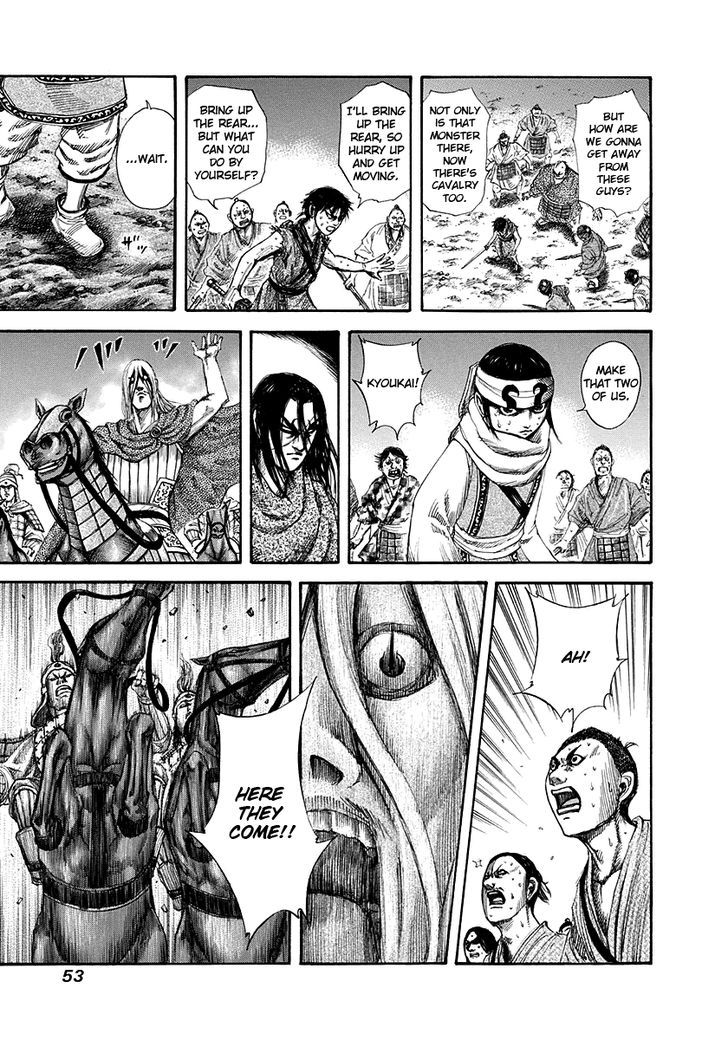 BUT
HOW ARE
WE GONNA
GET AWAY
FROM
THESE
GUYS?
NOT ONLY
IS THAT
MONSTER
THERE,
NOW
THERE'S
CAVALRY
TOO.
I'LL BRING
UP THE
REAR, SO
HURRY UP
AND GET
MOVING.
BRING UP
THE REAR...
BUT WHAT
CAN YOU
DO BY
YOURSELF?
...WAIT.
MAKE
THAT TWO
OF US.
KYOUKAI!
AH!
HERE
THEY
COME!!
53